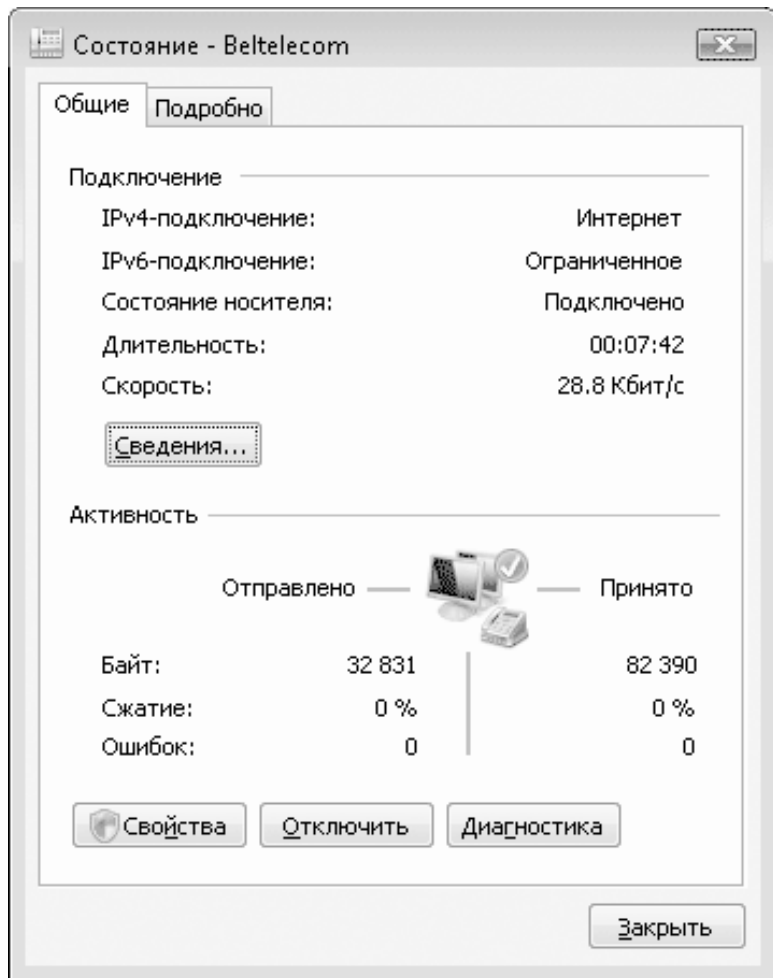 Состояние - Beltelecom
Общие Подробно
Подключение
IPv4-подключение: Интернет
IPv6-подключение: Ограниченное
Состояние носителя: Подключено
Длительность: 00:07:42
Скорость: 28.8 Кбит/с
Сведения...
Активность
Отправлено Принято
Байт: 32 831 82 390
Сжатие: 0 % 0 %
Ошибок: 0 0
Свойства Отключить Диагностика
Закрыть